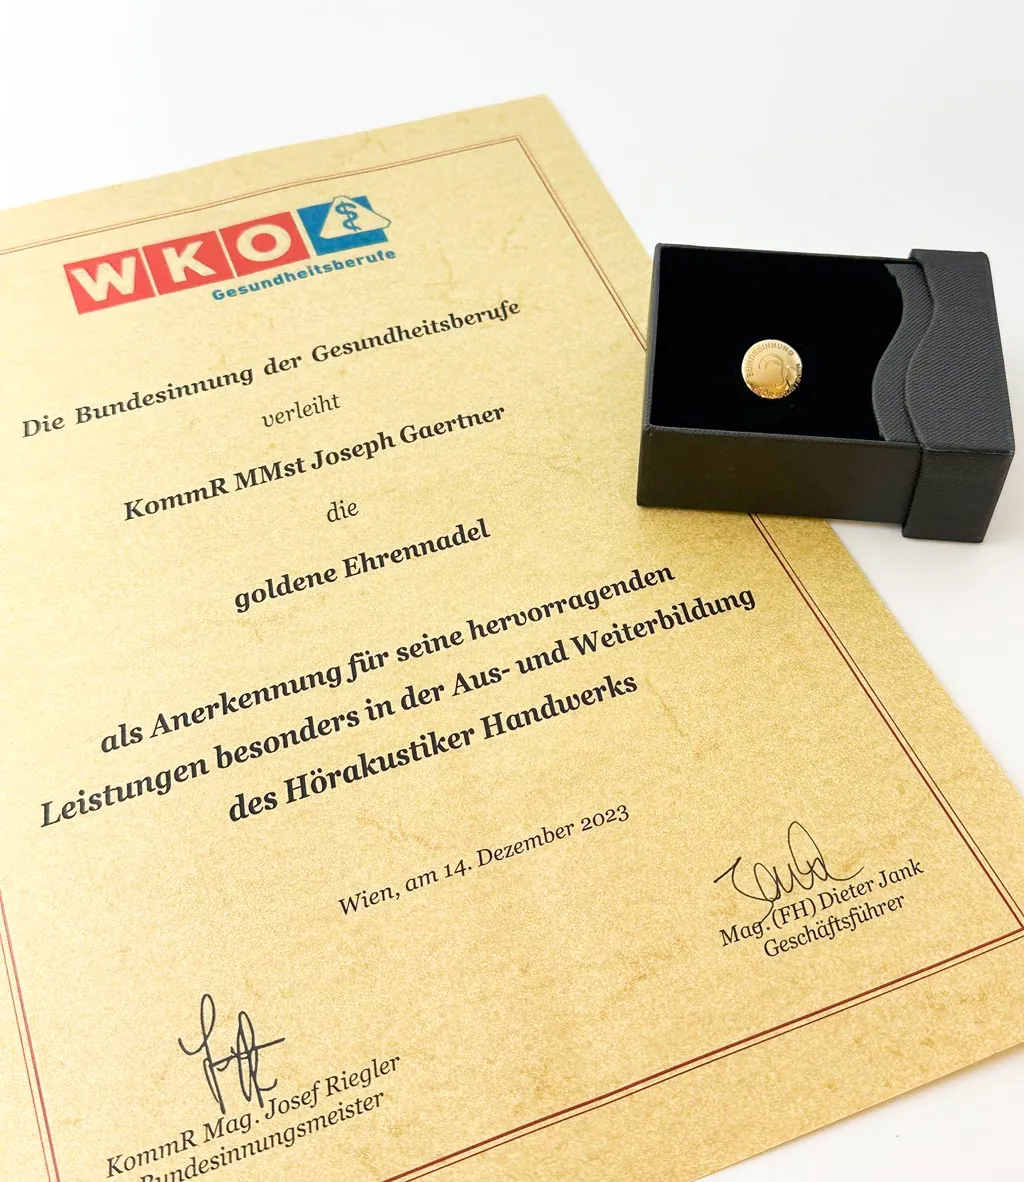 WKO
Gesundheitsberufe
Die Bundesinnung der Gesundheitsberufe
verleiht
KommR MMst Joseph Gaertner
die
goldene Ehrennadel
als Anerkennung für seine hervorragenden
Leistungen besonders in der Aus- und Weiterbildung
des Hörakustiker Handwerks
Wien, am 14. Dezember 2023
Mag. (FH) Dieter Jank
Geschäftsführer
KommR Mag. Josef Riegler
Bundesinnungsmeister
BUNDESINNUNG